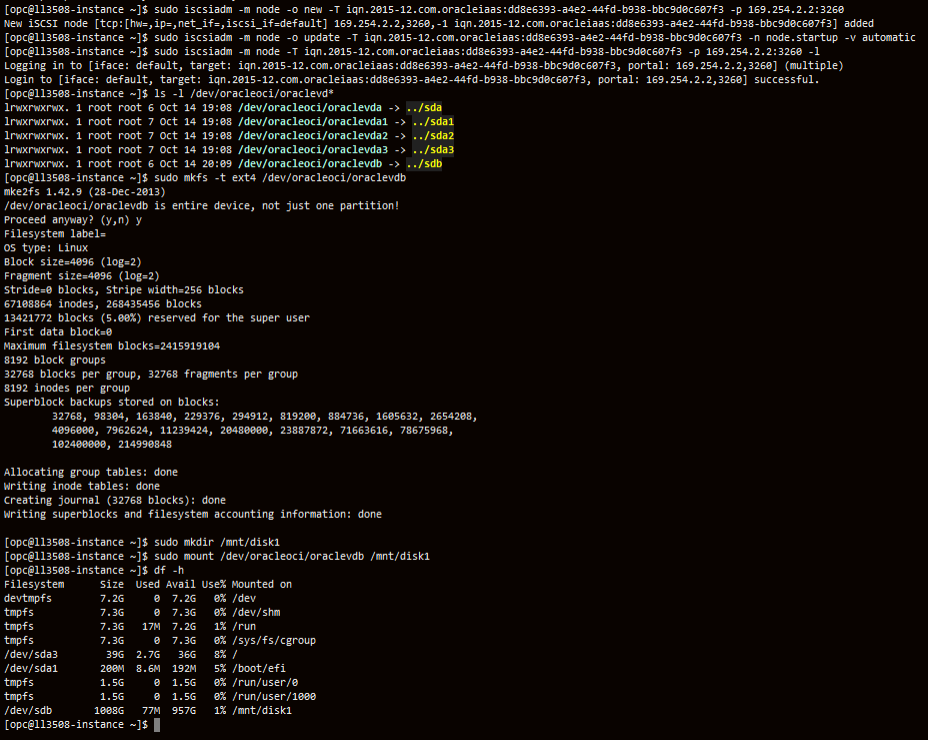 [opc@ll3508-instance ~]$ sudo iscsiadm -m node -o new -T iqn.2015-12.com.oracleiaas:dd8e6393-a4e2-44fd-b938-bbc9d0c607f3 -p 169.254.2.2:3260
New iSCSI node [tcp:[hw=,ip=,net_if=,iscsi_if=default] 169.254.2.2,3260,-1 iqn.2015-12.com.oracleiaas:dd8e6393-a4e2-44fd-b938-bbc9d0c607f3] added
[opc@ll3508-instance ~]$ sudo iscsiadm -m node -o update -T iqn.2015-12.com.oracleiaas:dd8e6393-a4e2-44fd-b938-bbc9d0c607f3 -n node.startup -v automatic
[opc@ll3508-instance ~]$ sudo iscsiadm -m node -T iqn.2015-12.com.oracleiaas:dd8e6393-a4e2-44fd-b938-bbc9d0c607f3 -p 169.254.2.2:3260 -l
Logging in to [iface: default, target: iqn.2015-12.com.oracleiaas:dd8e6393-a4e2-44fd-b938-bbc9d0c607f3, portal: 169.254.2.2,3260] (multiple)
Login to [iface: default, target: iqn.2015-12.com.oracleiaas:dd8e6393-a4e2-44fd-b938-bbc9d0c607f3, portal: 169.254.2.2,3260] successful.
[opc@ll3508-instance ~]$ ls -l /dev/oracleoci/oraclevd*
lrwxrwxrwx. 1 root root 6 Oct 14 19:08 /dev/oracleoci/oraclevda -> ../sda
lrwxrwxrwx. 1 root root 7 Oct 14 19:08 /dev/oracleoci/oraclevda1 -> ../sda1
lrwxrwxrwx. 1 root root 7 Oct 14 19:08 /dev/oracleoci/oraclevda2 -> ../sda2
lrwxrwxrwx. 1 root root 7 Oct 14 19:08 /dev/oracleoci/oraclevda3 -> ../sda3
lrwxrwxrwx. 1 root root 6 Oct 14 20:09 /dev/oracleoci/oraclevdb -> ../sdb
[opc@ll3508-instance ~]$ sudo mkfs -t ext4 /dev/oracleoci/oraclevdb
mke2fs 1.42.9 (28-Dec-2013)
/dev/oracleoci/oraclevdb is entire device, not just one partition!
Proceed anyway? (y,n) y
Filesystem label=
OS type: Linux
Block size=4096 (log=2)
Fragment size=4096 (log=2)
Stride=0 blocks, Stripe width=256 blocks
67108864 inodes, 268435456 blocks
13421772 blocks (5.00%) reserved for the super user
First data block=0
Maximum filesystem blocks=2415919104
8192 block groups
32768 blocks per group, 32768 fragments per group
8192 inodes per group
Superblock backups stored on blocks:
32768, 98304, 163840, 229376, 294912, 819200, 884736, 1605632, 2654208,
4096000, 7962624, 11239424, 20480000, 23887872, 71663616, 78675968,
102400000, 214990848
Allocating group tables: done
Writing inode tables: done
Creating journal (32768 blocks): done
Writing superblocks and filesystem accounting information: done
[opc@ll3508-instance ~]$ sudo mkdir /mnt/disk1
[opc@ll3508-instance ~]$ sudo mount /dev/oracleoci/oraclevdb /mnt/disk1
[opc@ll3508-instance ~]$ df -h
Filesystem      Size  Used Avail Use% Mounted on
devtmpfs        7.2G     0  7.2G   0% /dev
tmpfs           7.3G     0  7.3G   0% /dev/shm
tmpfs           7.3G   17M  7.2G   1% /run
tmpfs           7.3G     0  7.3G   0% /sys/fs/cgroup
/dev/sda3        39G  2.7G   36G   8% /
/dev/sda1       200M  8.6M  192M   5% /boot/efi
tmpfs           1.5G     0  1.5G   0% /run/user/0
tmpfs           1.5G     0  1.5G   0% /run/user/1000
/dev/sdb       1008G   77M  957G   1% /mnt/disk1
[opc@ll3508-instance ~]$